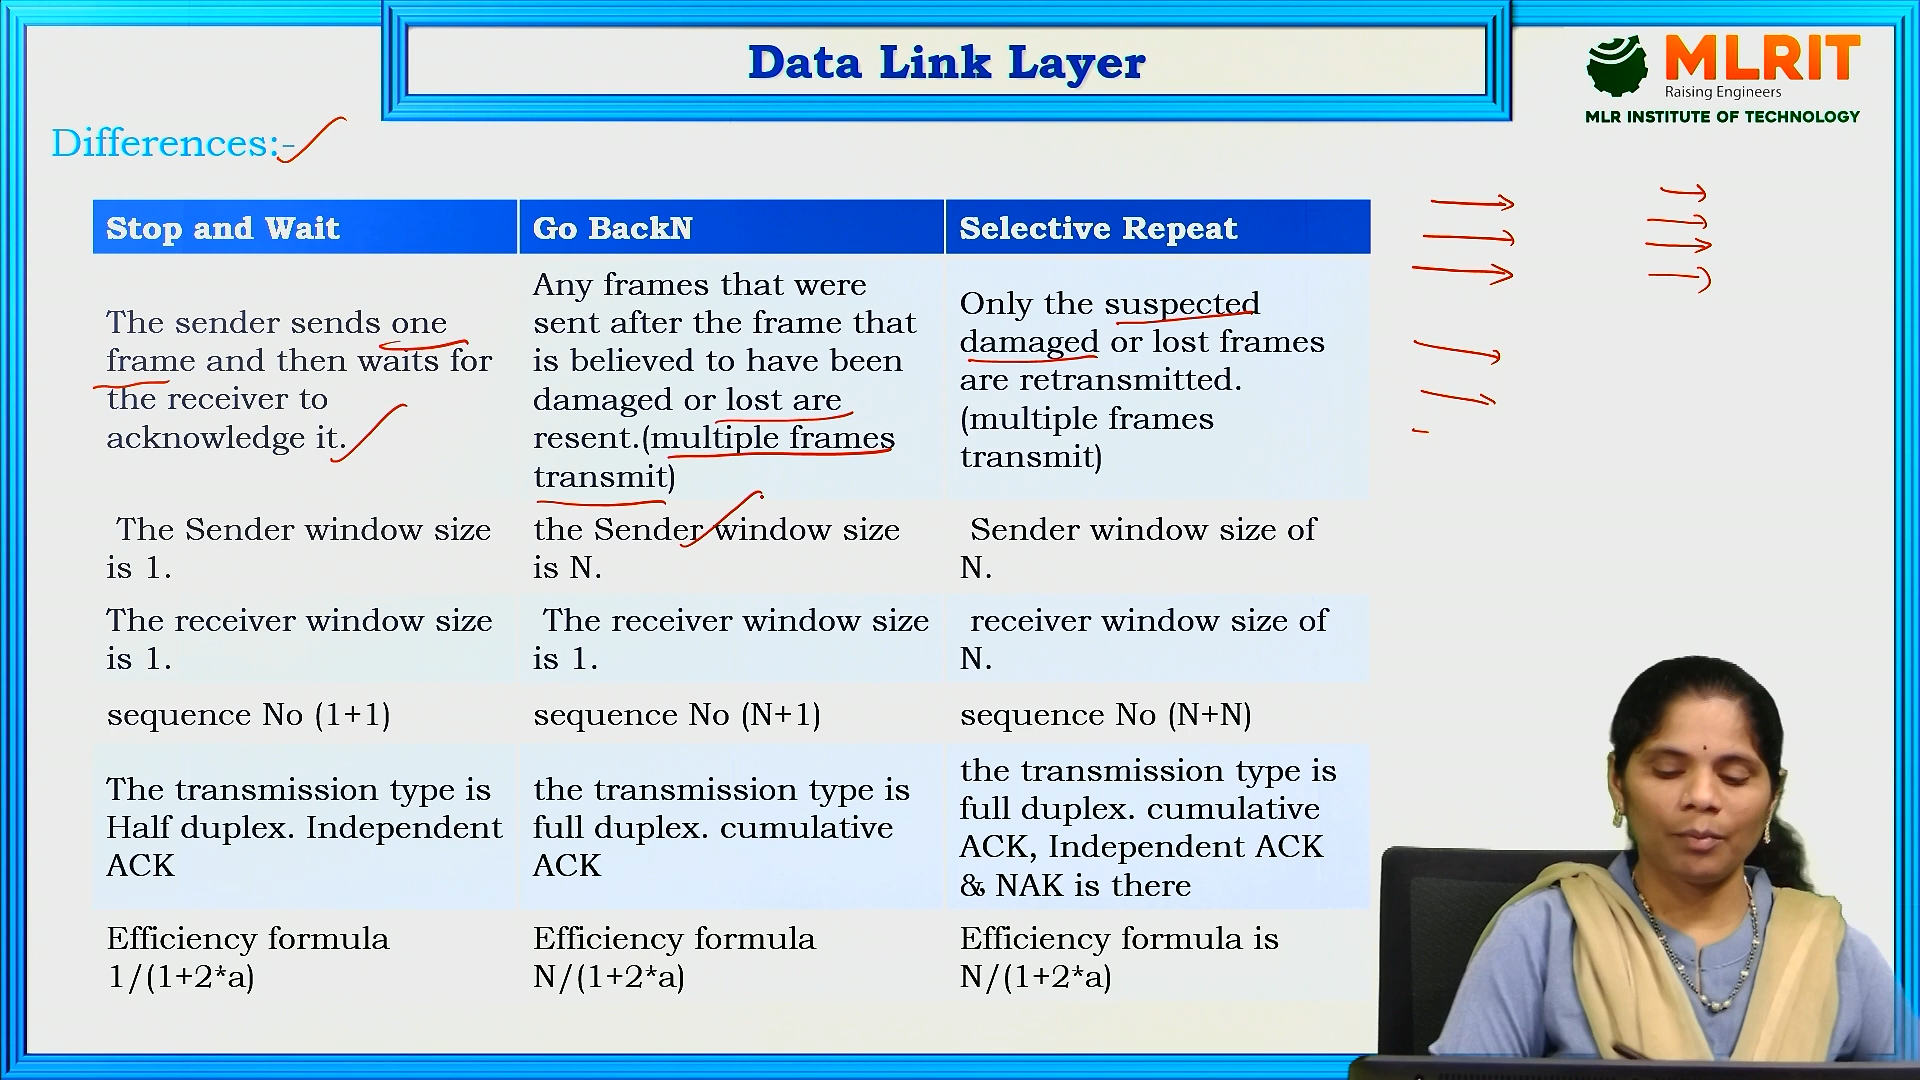 Data Link Layer
MLRIT
Raising Engineers
MLR INSTITUTE OF TECHNOLOGY
Differences:-
Stop and Wait
Go BackN
Selective Repeat
The sender sends one
frame and then waits for
the receiver to
acknowledge it.
Any frames that were
sent after the frame that
is believed to have been
damaged or lost are
resent.(multiple frames
transmit)
Only the suspected
damaged or lost frames
are retransmitted.
(multiple frames
transmit)
The Sender window size
is 1.
the Sender window size
is N.
Sender window size of
N.
The receiver window size
is 1.
The receiver window size
is 1.
receiver window size of
N.
sequence No (1+1)
sequence No (N+1)
sequence No (N+N)
The transmission type is
Half duplex. Independent
ACK
the transmission type is
full duplex. cumulative
ACK
the transmission type is
full duplex. cumulative
ACK, Independent ACK
& NAK is there
Efficiency formula
1/(1+2*a)
Efficiency formula
N/(1+2*a)
Efficiency formula is
N/(1+2*a)